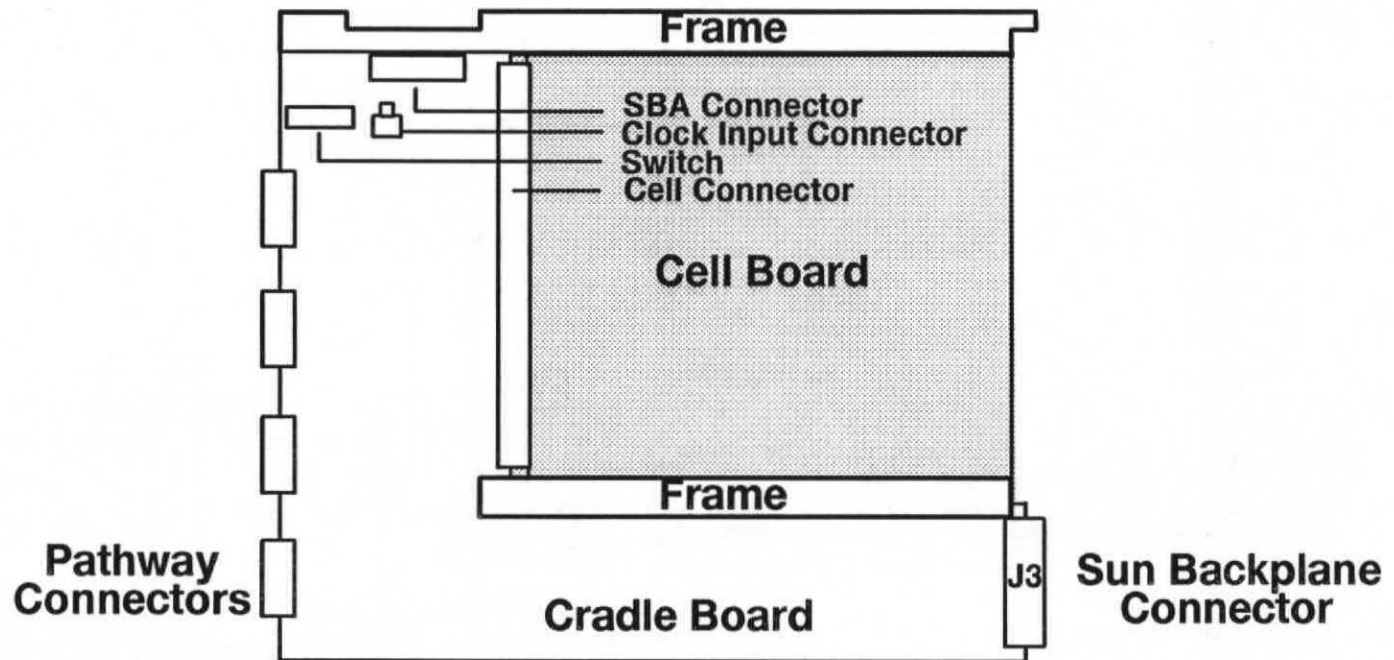 Frame
SBA Connector
Clock Input Connector
Switch
Cell Connector
Cell Board
Frame
Pathway
Connectors
Cradle Board
J3
Sun Backplane
Connector